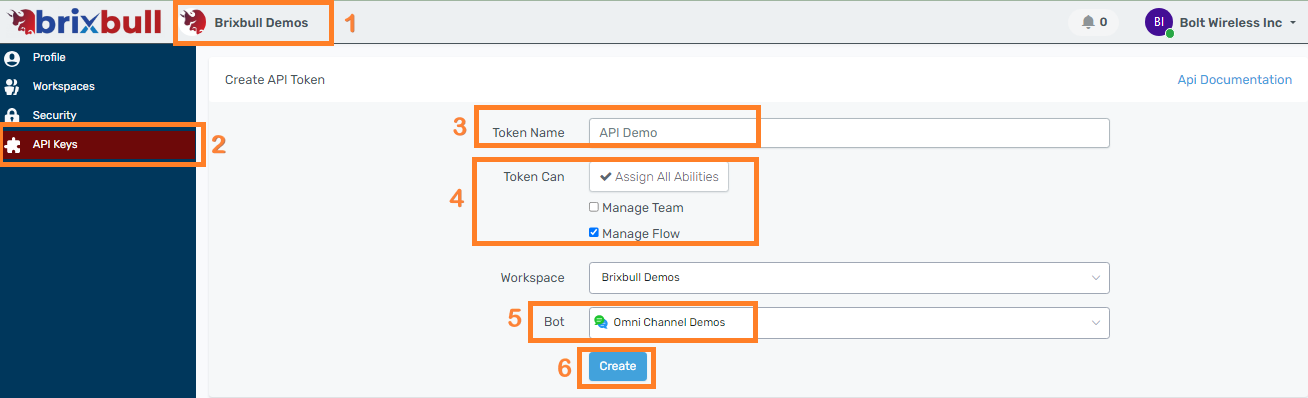 brixbull Brixbull Demos 1 0 BI Bolt Wireless Inc
Profile
Workspaces
Security
API Keys 2
Create API Token Api Documentation
3 Token Name API Demo
4 Token Can Assign All Abilities
Manage Team
Manage Flow
Workspace Brixbull Demos
5 Bot Omni Channel Demos
6 Create